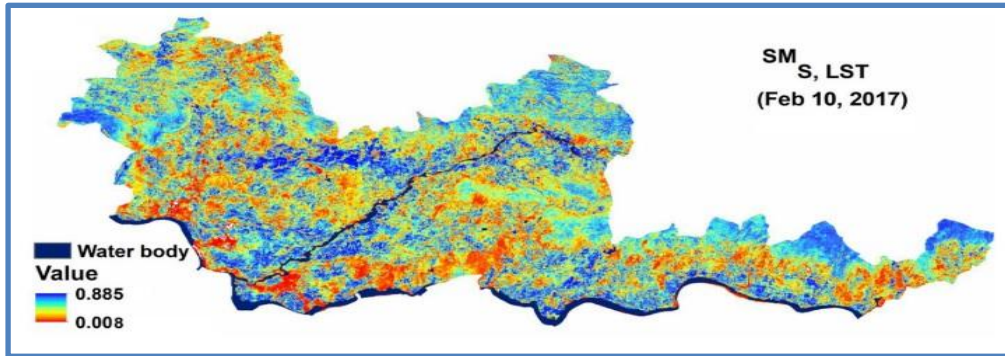 SM
S, LST
(Feb 10, 2017)
Water body
Value
0.885
0.008